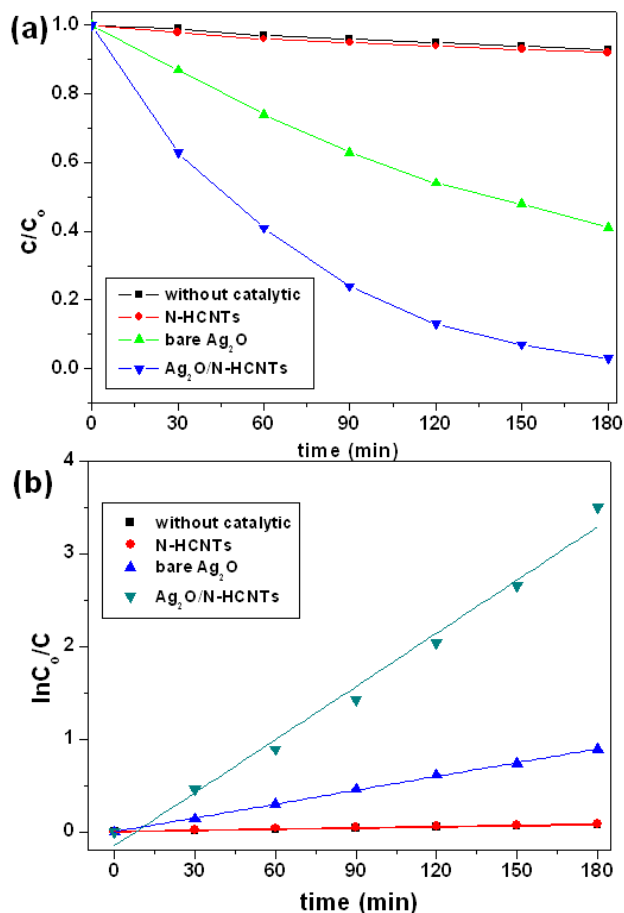 (a)
1.0
0.8
0.6
0.4
0.2
0.0
C/C₀
without catalytic
N-HCNTs
bare Ag₂O
Ag₂O/N-HCNTs
0 30 60 90 120 150 180
time (min)
(b)
4
3
2
1
0
lnC₀/C
without catalytic
N-HCNTs
bare Ag₂O
Ag₂O/N-HCNTs
0 30 60 90 120 150 180
time (min)